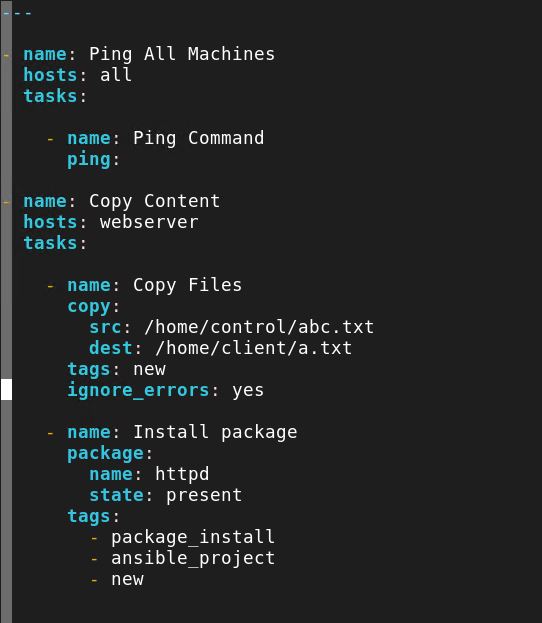 ---
- name: Ping All Machines
  hosts: all
  tasks:
    - name: Ping Command
      ping:
- name: Copy Content
  hosts: webserver
  tasks:
    - name: Copy Files
      copy:
        src: /home/control/abc.txt
        dest: /home/client/a.txt
      tags: new
      ignore_errors: yes
    - name: Install package
      package:
        name: httpd
        state: present
      tags:
        - package_install
        - ansible_project
        - new